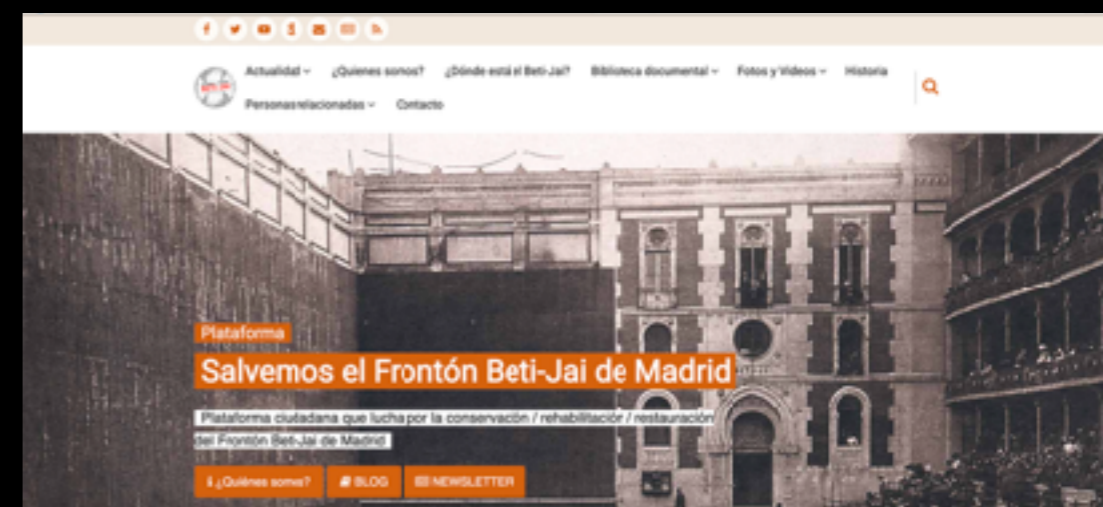 Actualidad
¿Quienes somos?
¿Dónde está el Beti-Jai?
Biblioteca documental
Fotos y Videos
Historia
Personas relacionadas
Contacto
Plataforma
Salvemos el Frontón Beti-Jai de Madrid
Plataforma ciudadana que lucha por la conservación / rehabilitación / restauración
del Frontón Beti-Jai de Madrid
¿Quiénes somos?
BLOG
NEWSLETTER